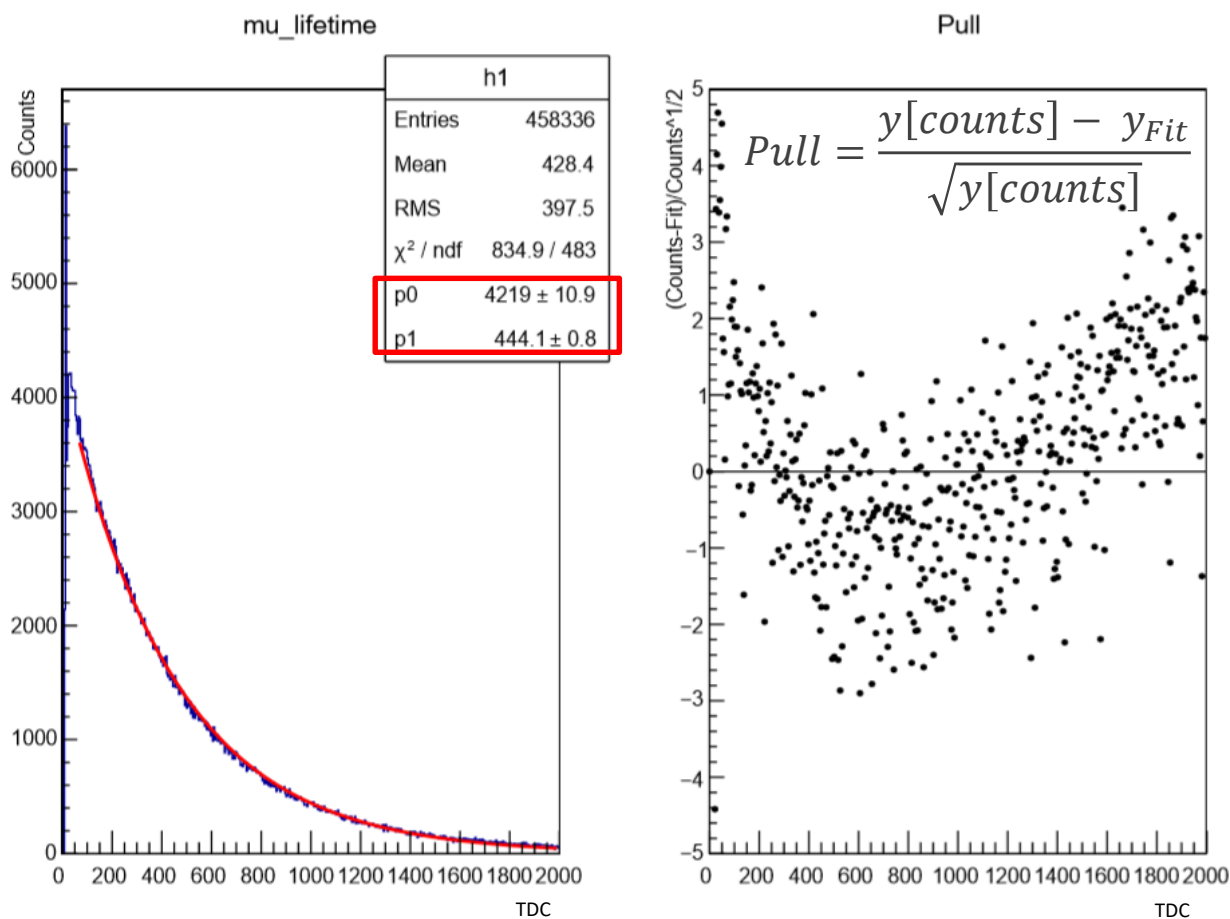 mu_lifetime
Counts
6000
5000
4000
3000
2000
1000
0
0 200 400 600 800 1000 1200 1400 1600 1800 2000
TDC
h1
Entries 458336
Mean 428.4
RMS 397.5
χ² / ndf 834.9 / 483
p0 4219 ± 10.9
p1 444.1 ± 0.8
Pull
(Counts-Fit)/Counts^1/2
Pull = (y[counts] − y_Fit) / √y[counts]
5
4
3
2
1
0
−1
−2
−3
−4
−5
0 200 400 600 800 1000 1200 1400 1600 1800 2000
TDC